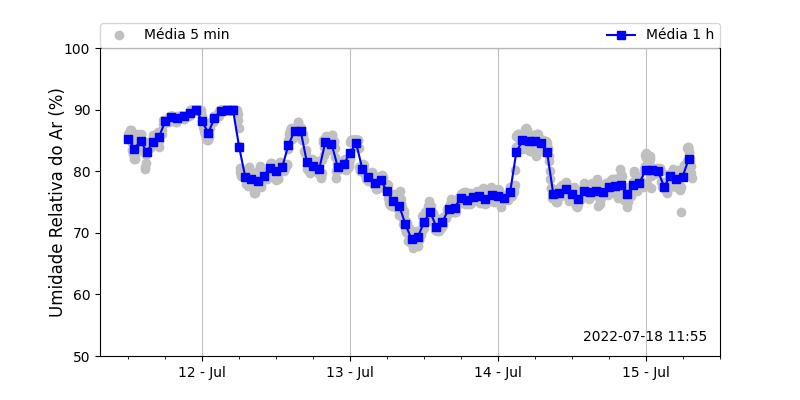 Média 5 min
Média 1 h
Umidade Relativa do Ar (%)
100
90
80
70
60
50
2022-07-18 11:55
12 - Jul
13 - Jul
14 - Jul
15 - Jul